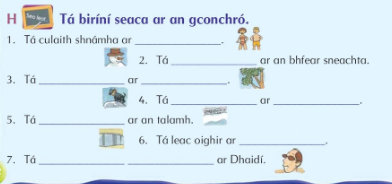 H Seo leat Tá biríní seaca ar an gconchró.
1. Tá culaith shnámha ar ______________.
2. Tá ______________ ar an bhfear sneachta.
3. Tá ______________ ar ______________.
4. Tá ______________ ar ______________.
5. Tá ______________ ar an talamh.
6. Tá leac oighir ar ______________.
7. Tá ______________ ______________ ar Dhaidí.